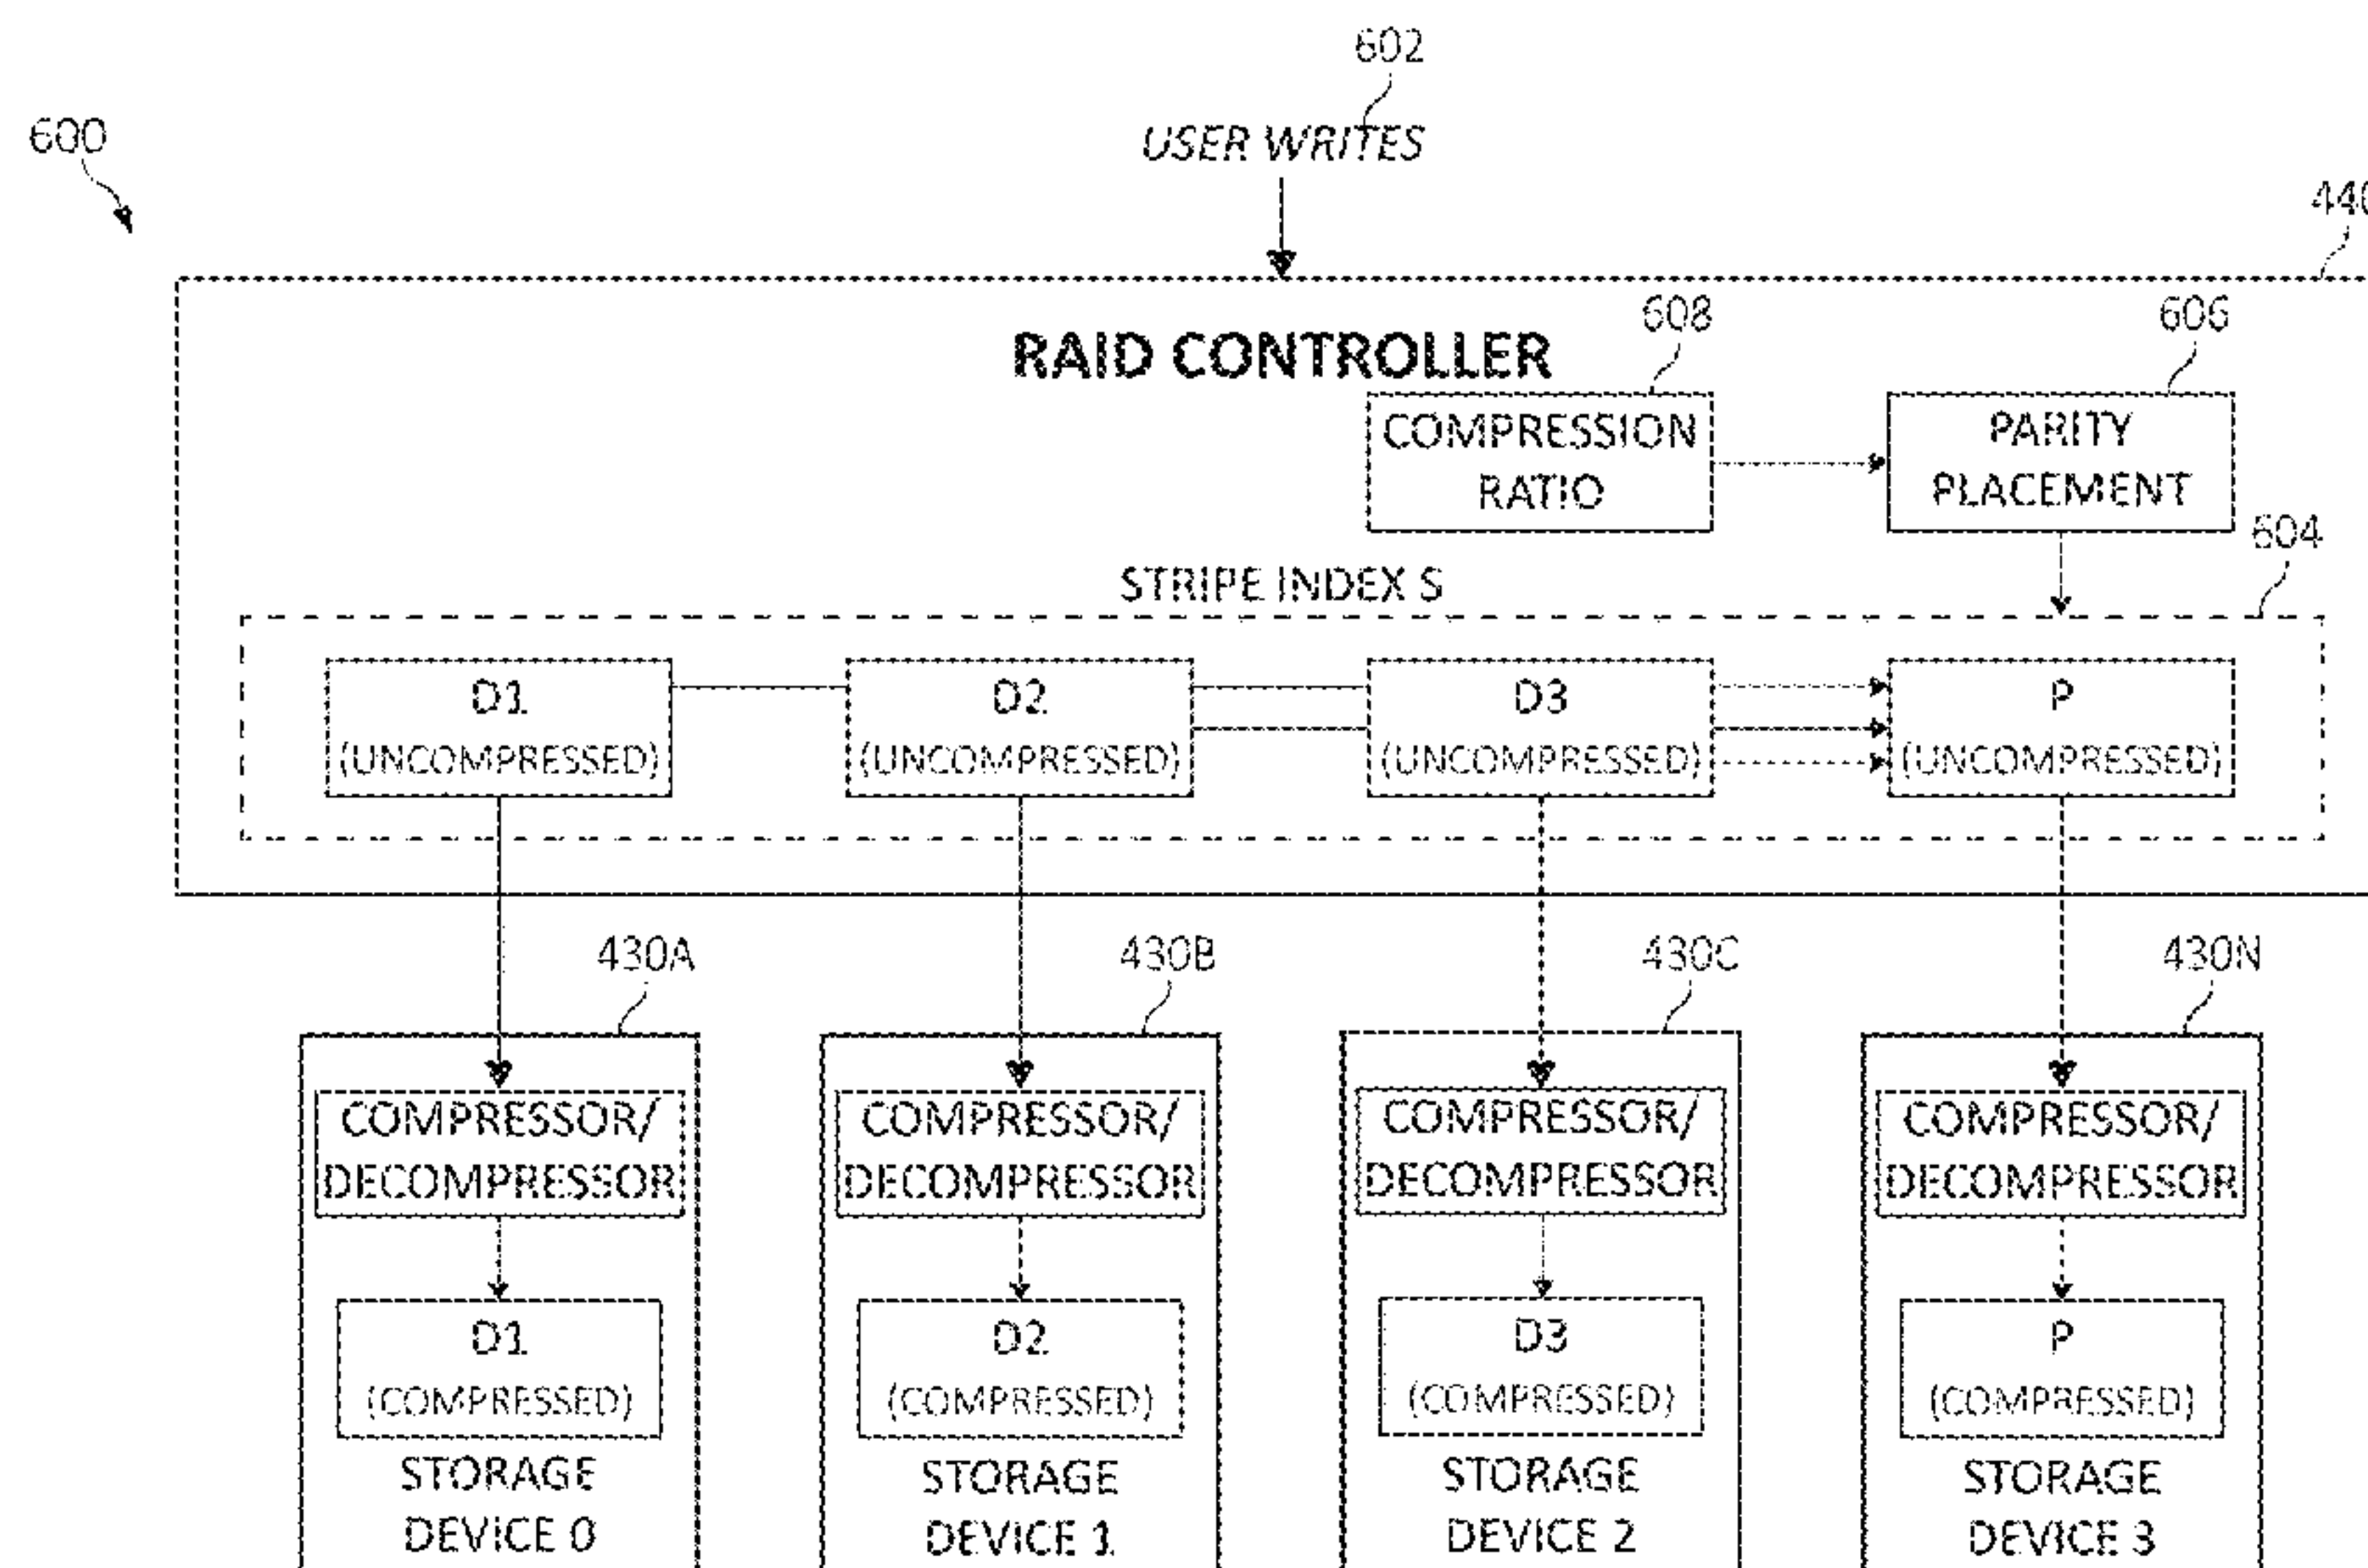 602
600
USER WRITES
440
608
606
RAID CONTROLLER
COMPRESSION
RATIO
PARITY
PLACEMENT
604
STRIPE INDEX S
D1
(UNCOMPRESSED)
D2
(UNCOMPRESSED)
D3
(UNCOMPRESSED)
P
(UNCOMPRESSED)
430A
430B
430C
430N
COMPRESSOR/
DECOMPRESSOR
COMPRESSOR/
DECOMPRESSOR
COMPRESSOR/
DECOMPRESSOR
COMPRESSOR/
DECOMPRESSOR
D1
(COMPRESSED)
D2
(COMPRESSED)
D3
(COMPRESSED)
P
(COMPRESSED)
STORAGE
DEVICE 0
STORAGE
DEVICE 1
STORAGE
DEVICE 2
STORAGE
DEVICE 3